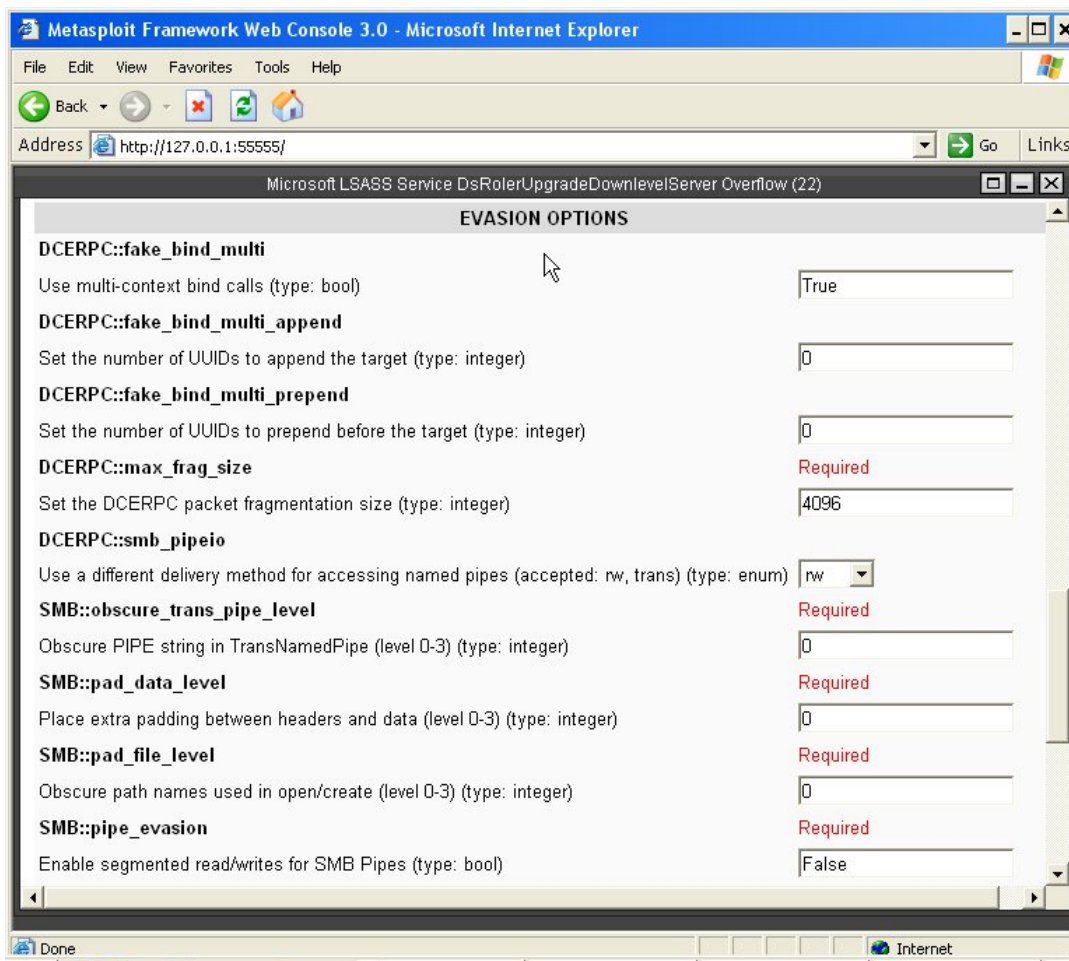 Metasploit Framework Web Console 3.0 - Microsoft Internet Explorer
File Edit View Favorites Tools Help
Back
Address http://127.0.0.1:55555/ Go Links
Microsoft LSASS Service DsRolerUpgradeDownlevelServer Overflow (22)
EVASION OPTIONS
DCERPC::fake_bind_multi
Use multi-context bind calls (type: bool) True
DCERPC::fake_bind_multi_append
Set the number of UUIDs to append the target (type: integer) 0
DCERPC::fake_bind_multi_prepend
Set the number of UUIDs to prepend before the target (type: integer) 0
DCERPC::max_frag_size Required
Set the DCERPC packet fragmentation size (type: integer) 4096
DCERPC::smb_pipeio
Use a different delivery method for accessing named pipes (accepted: rw, trans) (type: enum) rw
SMB::obscure_trans_pipe_level Required
Obscure PIPE string in TransNamedPipe (level 0-3) (type: integer) 0
SMB::pad_data_level Required
Place extra padding between headers and data (level 0-3) (type: integer) 0
SMB::pad_file_level Required
Obscure path names used in open/create (level 0-3) (type: integer) 0
SMB::pipe_evasion Required
Enable segmented read/writes for SMB Pipes (type: bool) False
Done Internet